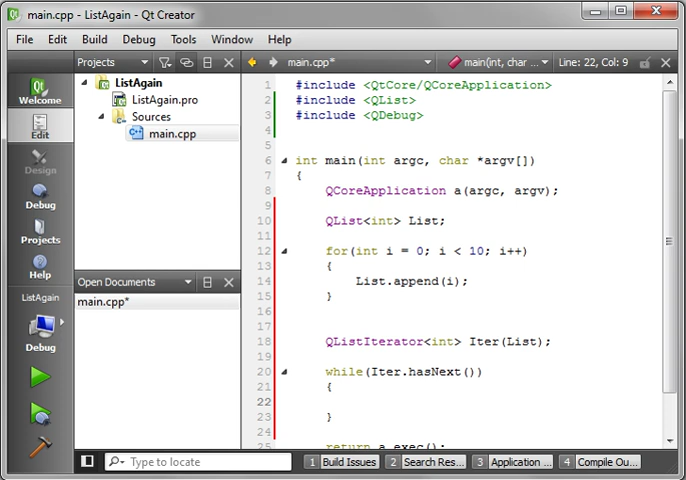 main.cpp - ListAgain - Qt Creator
File Edit Build Debug Tools Window Help
Projects main.cpp* main(int, char ... Line: 22, Col: 9
Welcome
Edit
Design
Debug
Projects
Help
ListAgain
Debug
ListAgain
ListAgain.pro
Sources
main.cpp
Open Documents
main.cpp*
1 #include <QtCore/QCoreApplication>
2 #include <QList>
3 #include <QDebug>
4
5
6 int main(int argc, char *argv[])
7 {
8 QCoreApplication a(argc, argv);
9
10 QList<int> List;
11
12 for(int i = 0; i < 10; i++)
13 {
14 List.append(i);
15 }
16
17
18 QListIterator<int> Iter(List);
19
20 while(Iter.hasNext())
21 {
22
23 }
24
25 return a.exec();
Type to locate 1 Build Issues 2 Search Res... 3 Application ... 4 Compile Ou...